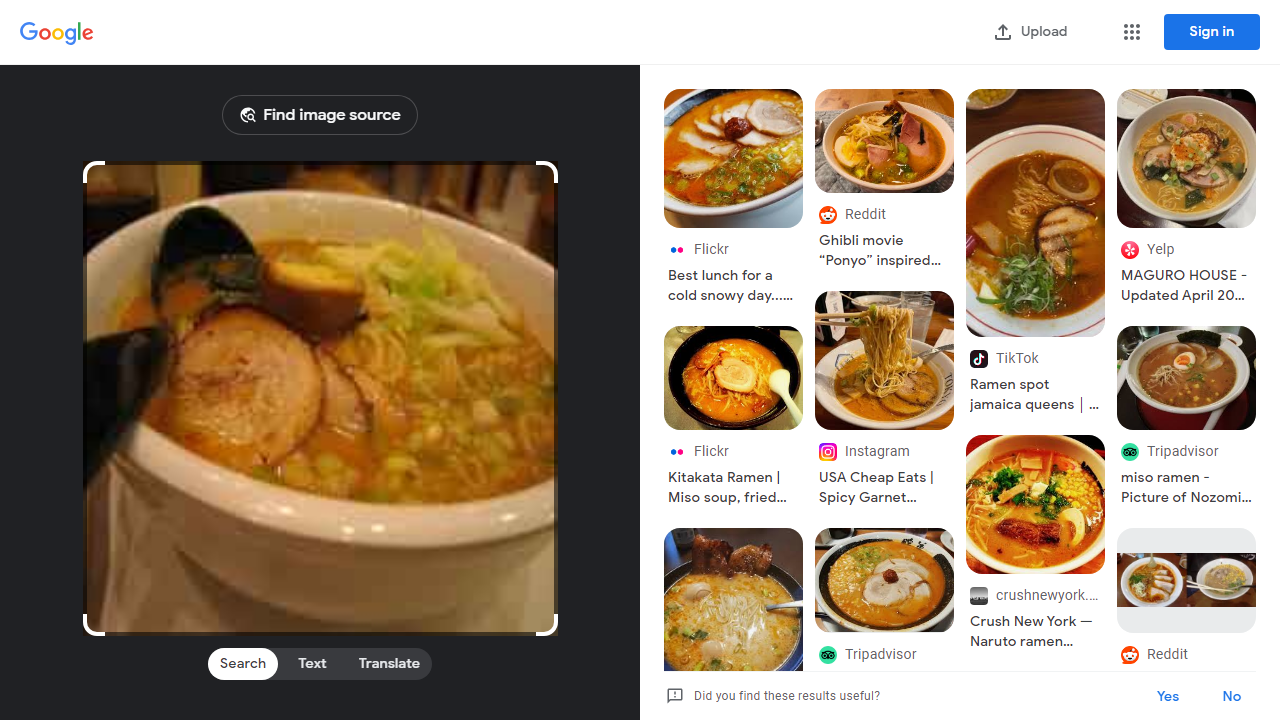 Google
Upload
Sign in
Find image source
Search
Text
Translate
Flickr
Best lunch for a
cold snowy day......
Flickr
Kitakata Ramen |
Miso soup, fried...
Reddit
Ghibli movie
“Ponyo” inspired...
Instagram
USA Cheap Eats |
Spicy Garnet...
Tripadvisor
TikTok
Ramen spot
jamaica queens | ...
crushnewyork....
Crush New York —
Naruto ramen...
Yelp
MAGURO HOUSE -
Updated April 20...
Tripadvisor
miso ramen -
Picture of Nozomi...
Reddit
Did you find these results useful?
Yes
No